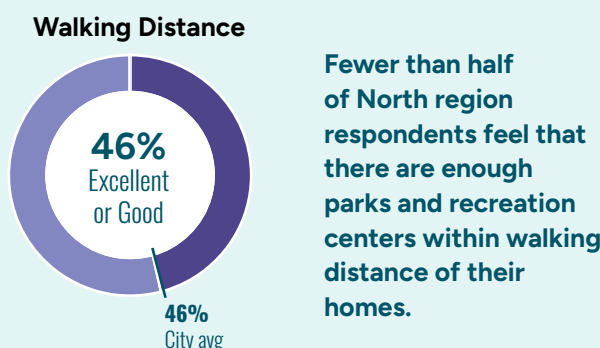 Walking Distance
46%
Excellent
or Good
46%
City avg
Fewer than half
of North region
respondents feel that
there are enough
parks and recreation
centers within walking
distance of their
homes.